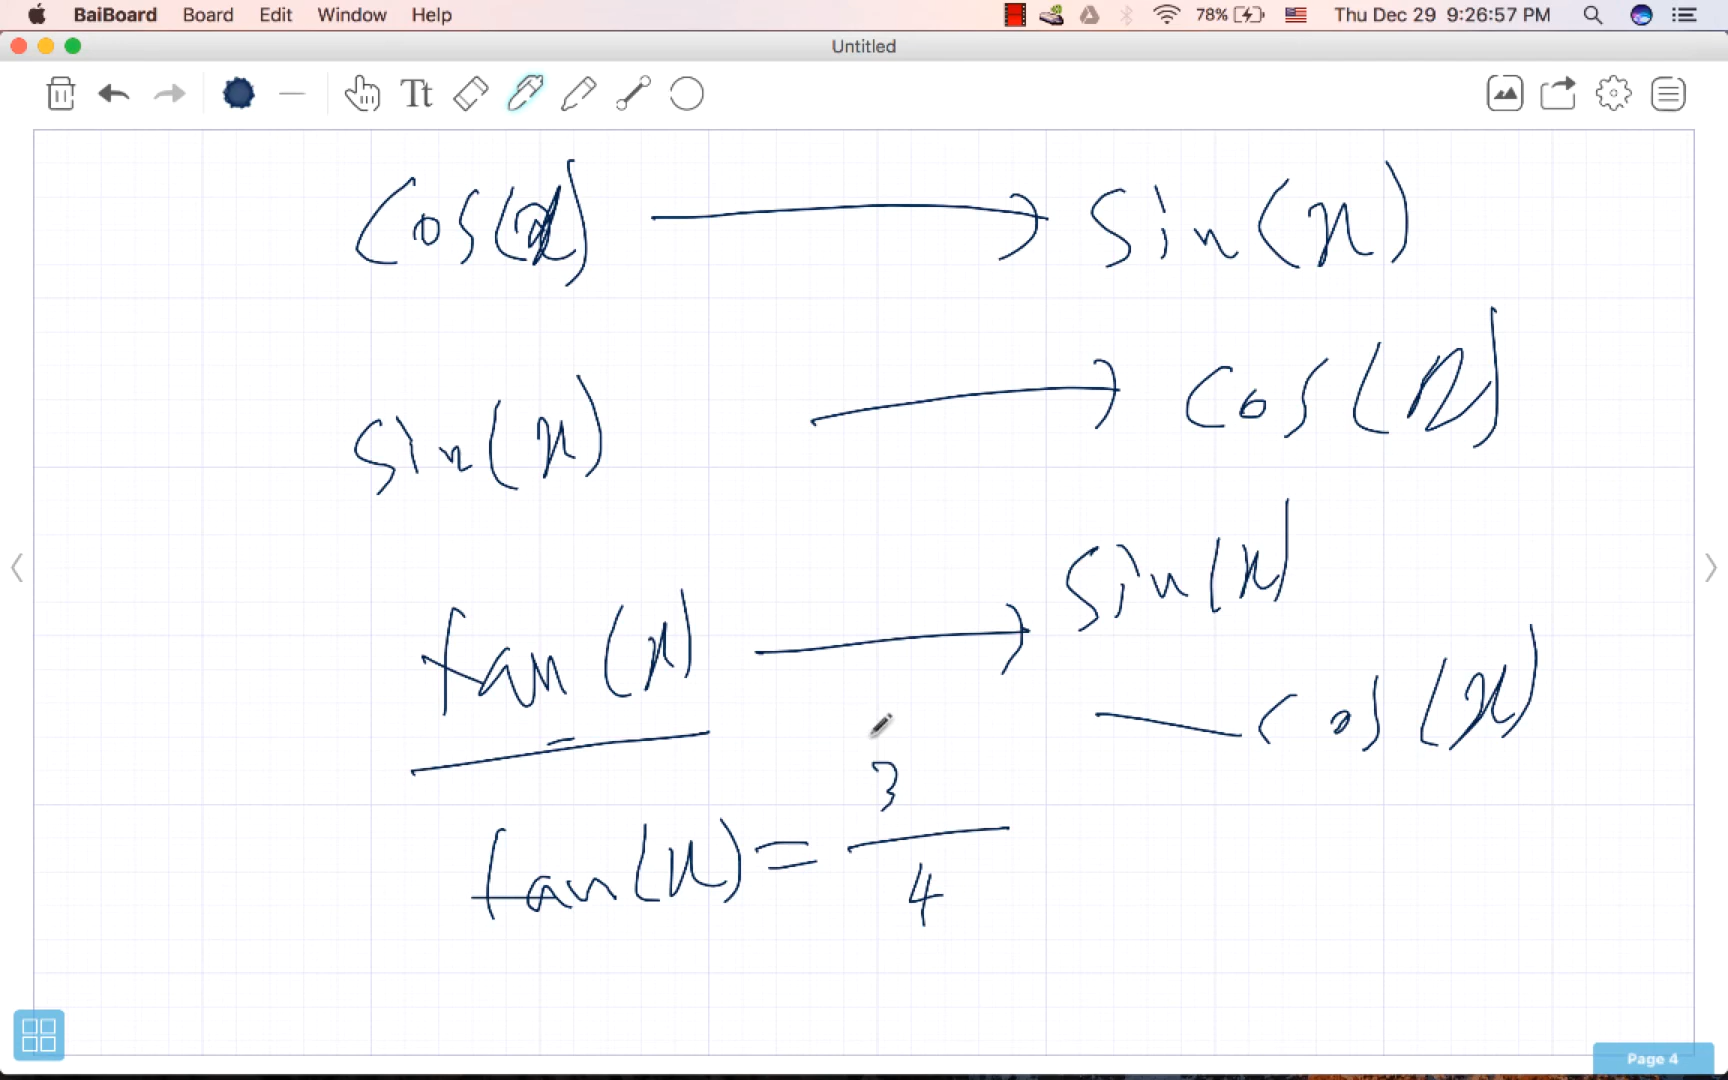 BaiBoard Board Edit Window Help 78% Thu Dec 29 9:26:57 PM
Untitled
Tt
Cos(x) → Sin(x)
Sin(x) → Cos(x)
tan(x) → Sin(x)
Cos(x)
tan(x) = 3
4
Page 4